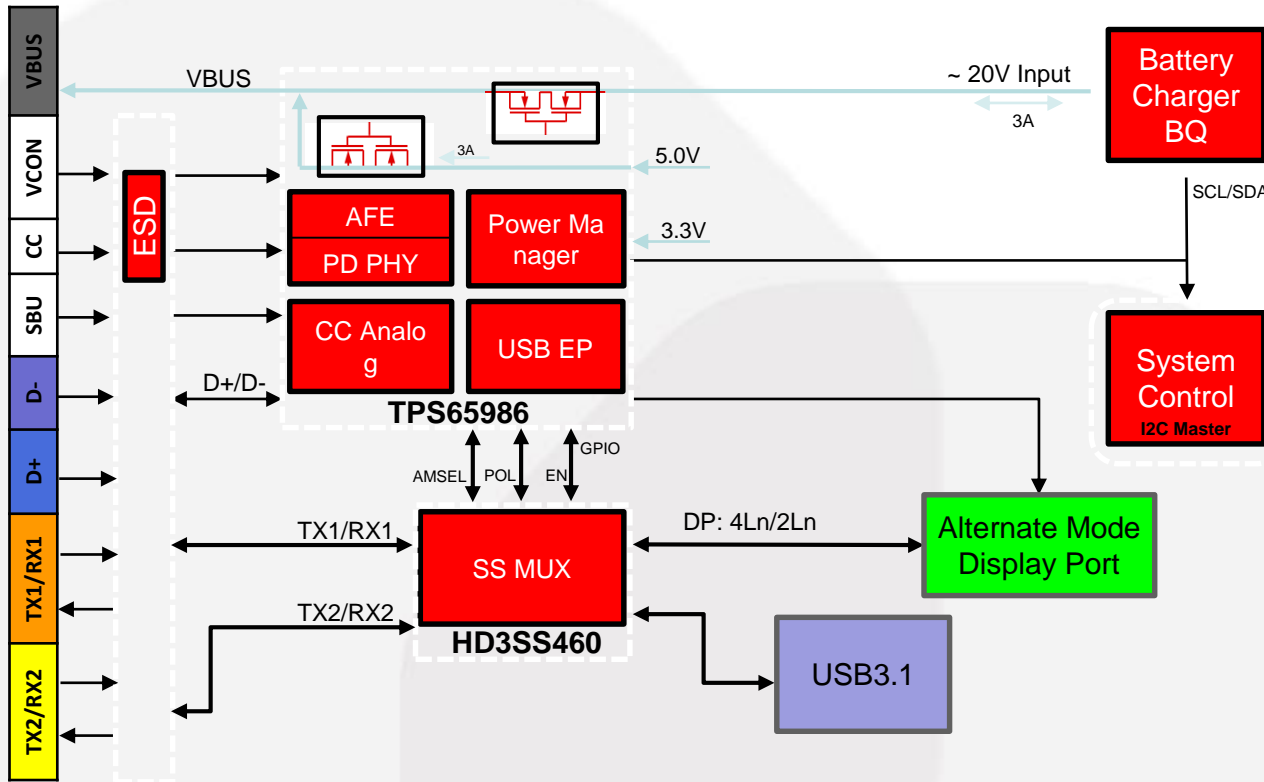 VBUS
VCON
CC
SBU
D-
D+
TX1/RX1
TX2/RX2
ESD
VBUS
~ 20V Input
3A
Battery
Charger
BQ
3A
5.0V
SCL/SDA
AFE
PD PHY
Power Ma
nager
3.3V
CC Analo
g
USB EP
D+/D-
TPS65986
System
Control
I2C Master
AMSEL
POL
EN
GPIO
TX1/RX1
SS MUX
DP: 4Ln/2Ln
Alternate Mode
Display Port
TX2/RX2
HD3SS460
USB3.1